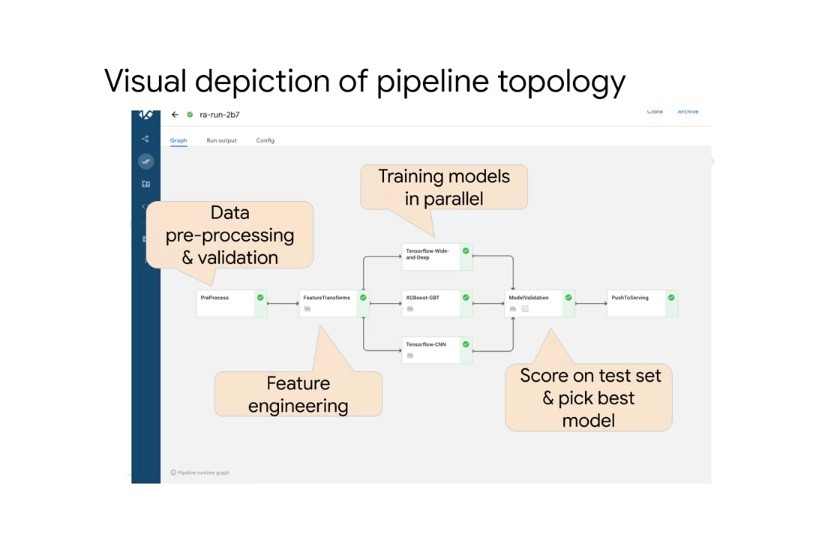 Visual depiction of pipeline topology
ra-run-2b7
Clone
Archive
Graph
Run output
Config
Training models
in parallel
Data
pre-processing
& validation
Tensorflow-Wide-
and-Deep
PreProcess
FeatureTransforms
XGBoost-GBT
ModelValidation
PushToServing
Tensorflow-CNN
Feature
engineering
Score on test set
& pick best
model
Pipeline runtime graph